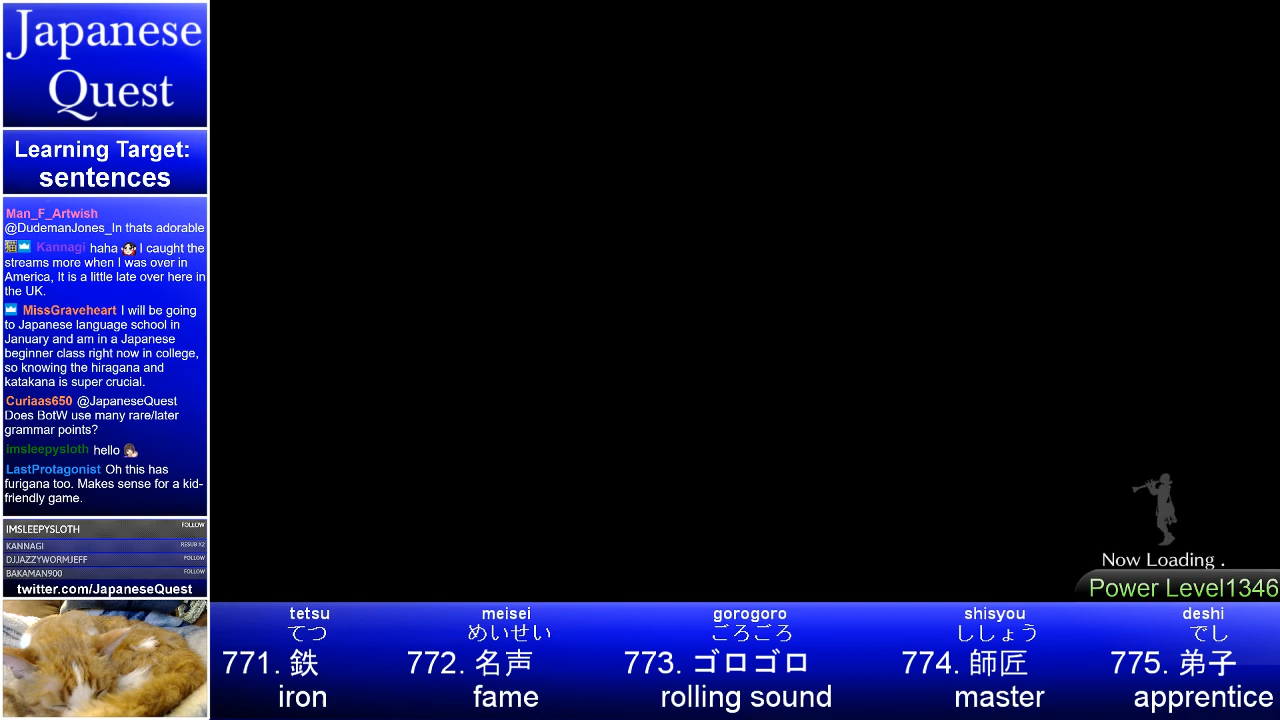 Japanese
Quest
Learning Target:
sentences
Man_F_Artwish
@DudemanJones_In thats adorable
猫 Kannagi haha I caught the
streams more when I was over in
America, It is a little late over here in
the UK.
MissGraveheart I will be going
to Japanese language school in
January and am in a Japanese
beginner class right now in college,
so knowing the hiragana and
katakana is super crucial.
Curiaas650 @JapaneseQuest
Does BotW use many rare/later
grammar points?
imsleepysloth hello
LastProtagonist Oh this has
furigana too. Makes sense for a kid-
friendly game.
IMSLEEPYSLOTH FOLLOW
KANNAGI RESUB X2
DJJAZZYWORMJEFF FOLLOW
BAKAMAN900 FOLLOW
twitter.com/JapaneseQuest
Now Loading .
Power Level1346
tetsu meisei gorogoro shisyou deshi
てつ めいせい ごろごろ ししょう でし
771. 鉄 772. 名声 773. ゴロゴロ 774. 師匠 775. 弟子
iron fame rolling sound master apprentice